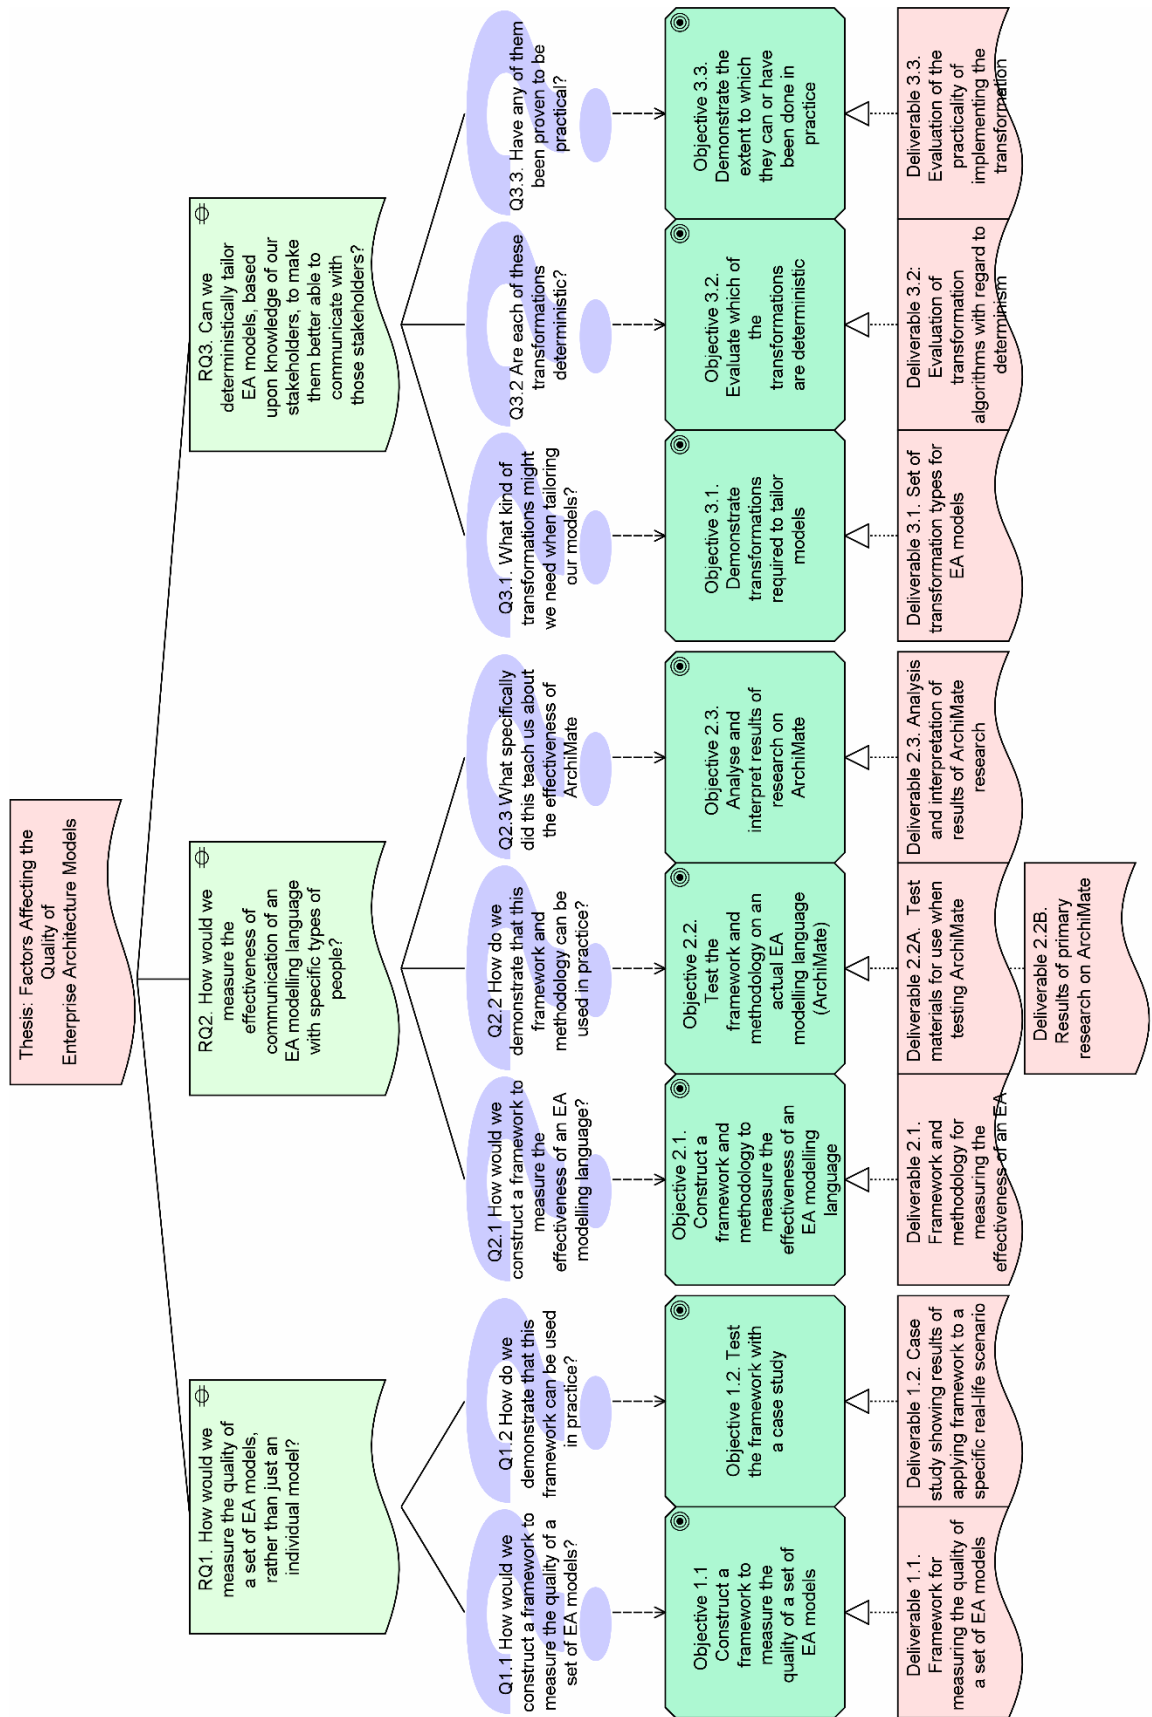 Thesis: Factors Affecting the
Quality of
Enterprise Architecture Models
RQ1. How would we
measure the quality of
a set of EA models,
rather than just an
individual model?
RQ2. How would we
measure the
effectiveness of
communication of an
EA modelling language
with specific types of
people?
RQ3. Can we
deterministically tailor
EA models, based
upon knowledge of our
stakeholders, to make
them better able to
communicate with
those stakeholders?
Q1.1 How would we
construct a framework to
measure the quality of a
set of EA models?
Q1.2 How do we
demonstrate that this
framework can be used
in practice?
Q2.1 How would we
construct a framework to
measure the
effectiveness of an EA
modelling language?
Q2.2 How do we
demonstrate that this
framework and
methodology can be
used in practice?
Q2.3 What specifically
did this teach us about
the effectiveness of
ArchiMate
Q3.1. What kind of
transformations might
we need when tailoring
our models?
Q3.2 Are each of these
transformations
deterministic?
Q3.3. Have any of them
been proven to be
practical?
Objective 1.1
Construct a
framework to
measure the
quality of a set of
EA models
Objective 1.2. Test
the framework with
a case study
Objective 2.1.
Construct a
framework and
methodology to
measure the
effectiveness of an
EA modelling
language
Objective 2.2.
Test the
framework and
methodology on an
actual EA
modelling language
(ArchiMate)
Objective 2.3.
Analyse and
interpret results of
research on
ArchiMate
Objective 3.1.
Demonstrate
transformations
required to tailor
models
Objective 3.2.
Evaluate which of
the
transformations
are deterministic
Objective 3.3.
Demonstrate the
extent to which
they can or have
been done in
practice
Deliverable 1.1.
Framework for
measuring the quality of
a set of EA models
Deliverable 1.2. Case
study showing results of
applying framework to a
specific real-life scenario
Deliverable 2.1.
Framework and
methodology for
measuring the
effectiveness of an EA
Deliverable 2.2A. Test
materials for use when
testing ArchiMate
Deliverable 2.3. Analysis
and interpretation of
results of ArchiMate
research
Deliverable 3.1. Set of
transformation types for
EA models
Deliverable 3.2:
Evaluation of
transformation
algorithms with regard to
determinism
Deliverable 3.3.
Evaluation of the
practicality of
implementing the
transformation
Deliverable 2.2B.
Results of primary
research on ArchiMate